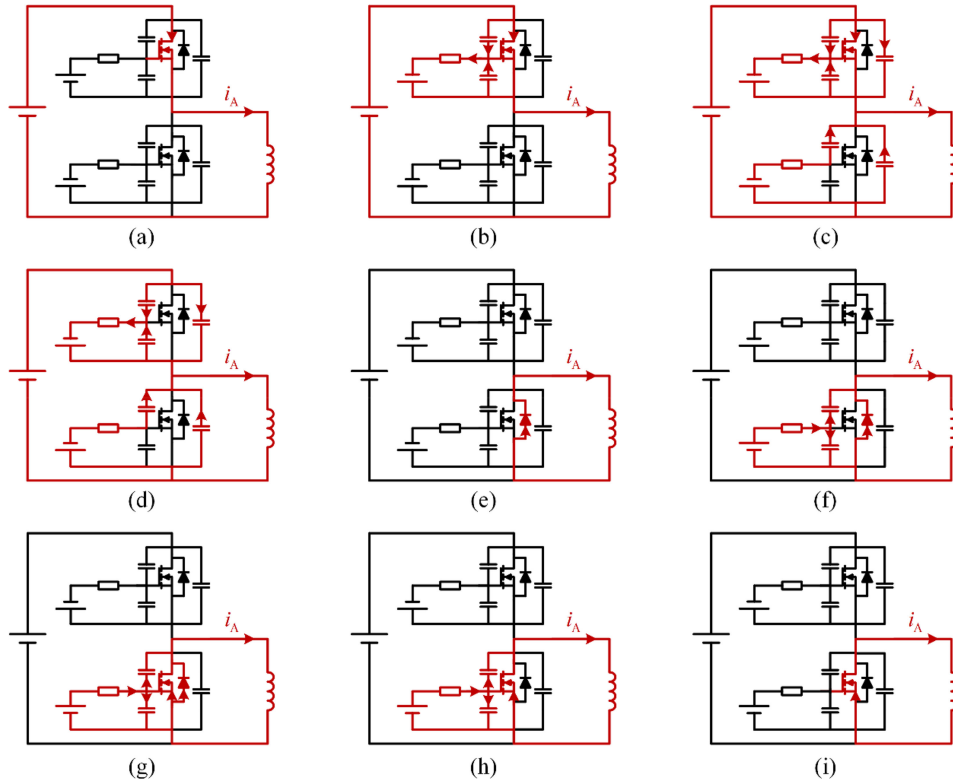 i_A i_A i_A
(a) (b) (c)
i_A i_A i_A
(d) (e) (f)
i_A i_A i_A
(g) (h) (i)